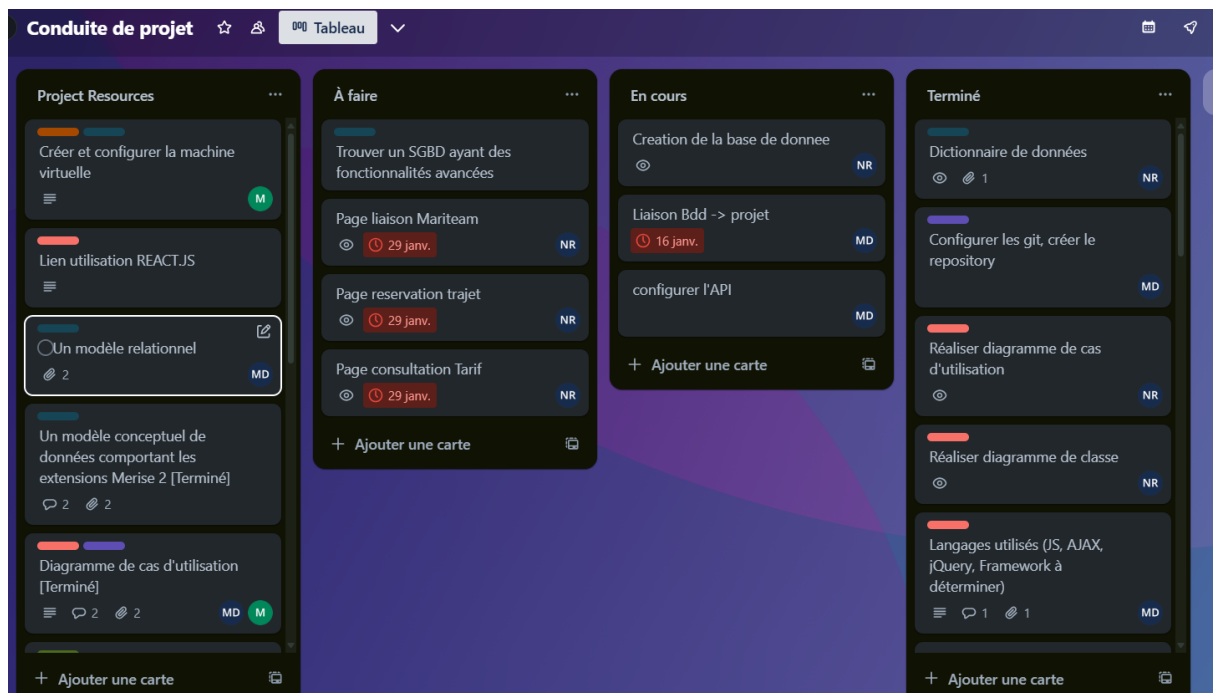 Conduite de projet
Tableau
Project Resources
Créer et configurer la machine
virtuelle
M
Lien utilisation REACT.JS
Un modèle relationnel
2
MD
Un modèle conceptuel de
données comportant les
extensions Merise 2 [Terminé]
2 2
Diagramme de cas d'utilisation
[Terminé]
2 2 MD M
+ Ajouter une carte
À faire
Trouver un SGBD ayant des
fonctionnalités avancées
Page liaison Mariteam
29 janv. NR
Page reservation trajet
29 janv. NR
Page consultation Tarif
29 janv. NR
+ Ajouter une carte
En cours
Creation de la base de donnee
NR
Liaison Bdd -> projet
16 janv. MD
configurer l'API
MD
+ Ajouter une carte
Terminé
Dictionnaire de données
1 NR
Configurer les git, créer le
repository
MD
Réaliser diagramme de cas
d'utilisation
NR
Réaliser diagramme de classe
NR
Langages utilisés (JS, AJAX,
jQuery, Framework à
déterminer)
1 1 MD
+ Ajouter une carte